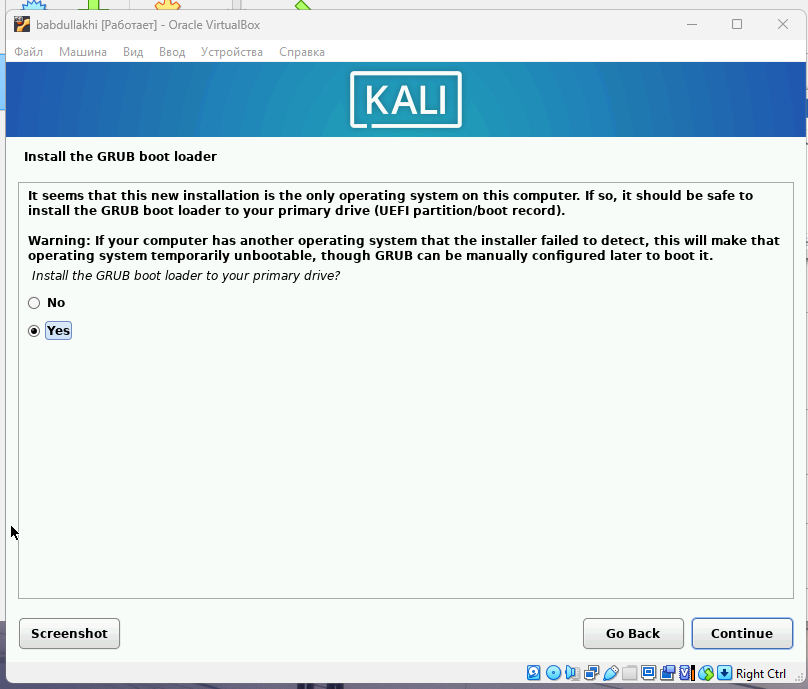 babdullakhi [Работает] - Oracle VirtualBox
Файл Машина Вид Ввод Устройства Справка
KALI
Install the GRUB boot loader
It seems that this new installation is the only operating system on this computer. If so, it should be safe to
install the GRUB boot loader to your primary drive (UEFI partition/boot record).
Warning: If your computer has another operating system that the installer failed to detect, this will make that
operating system temporarily unbootable, though GRUB can be manually configured later to boot it.
Install the GRUB boot loader to your primary drive?
No
Yes
Screenshot Go Back Continue
Right Ctrl